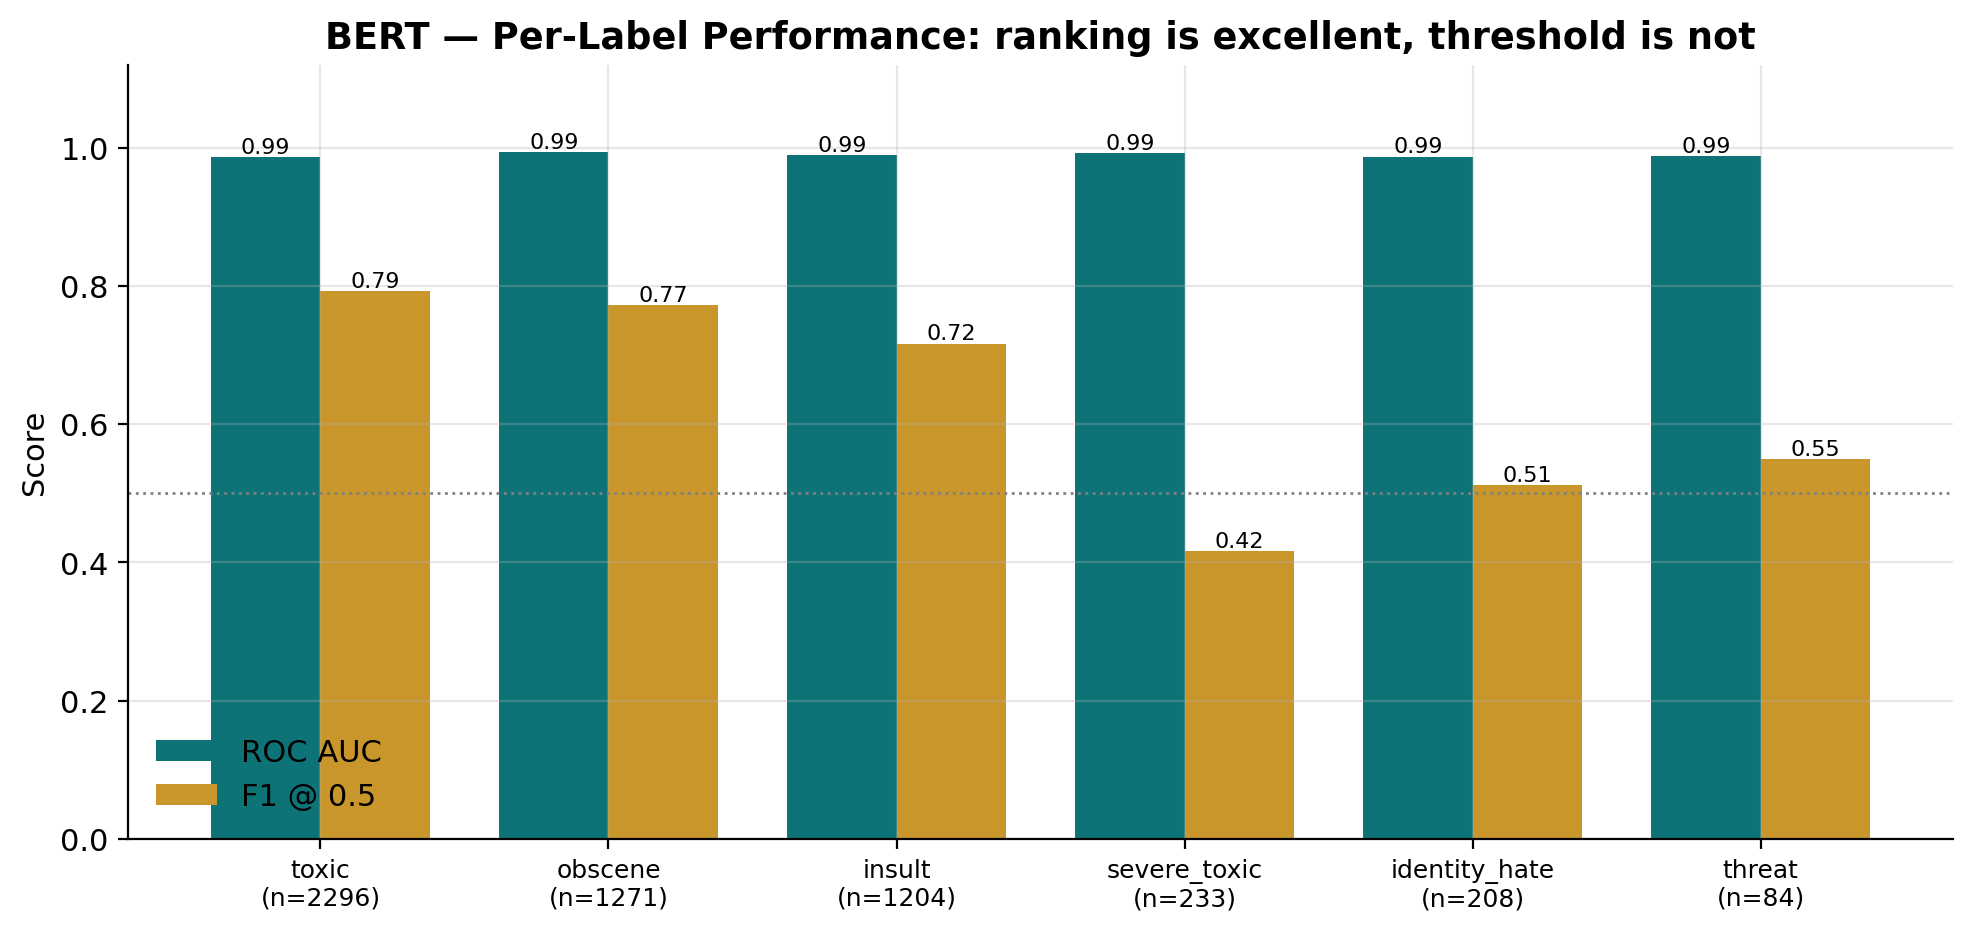 BERT — Per-Label Performance: ranking is excellent, threshold is not
Score
1.0
0.8
0.6
0.4
0.2
0.0
0.99
0.79
0.99
0.77
0.99
0.72
0.99
0.42
0.99
0.51
0.99
0.55
ROC AUC
F1 @ 0.5
toxic
(n=2296)
obscene
(n=1271)
insult
(n=1204)
severe_toxic
(n=233)
identity_hate
(n=208)
threat
(n=84)